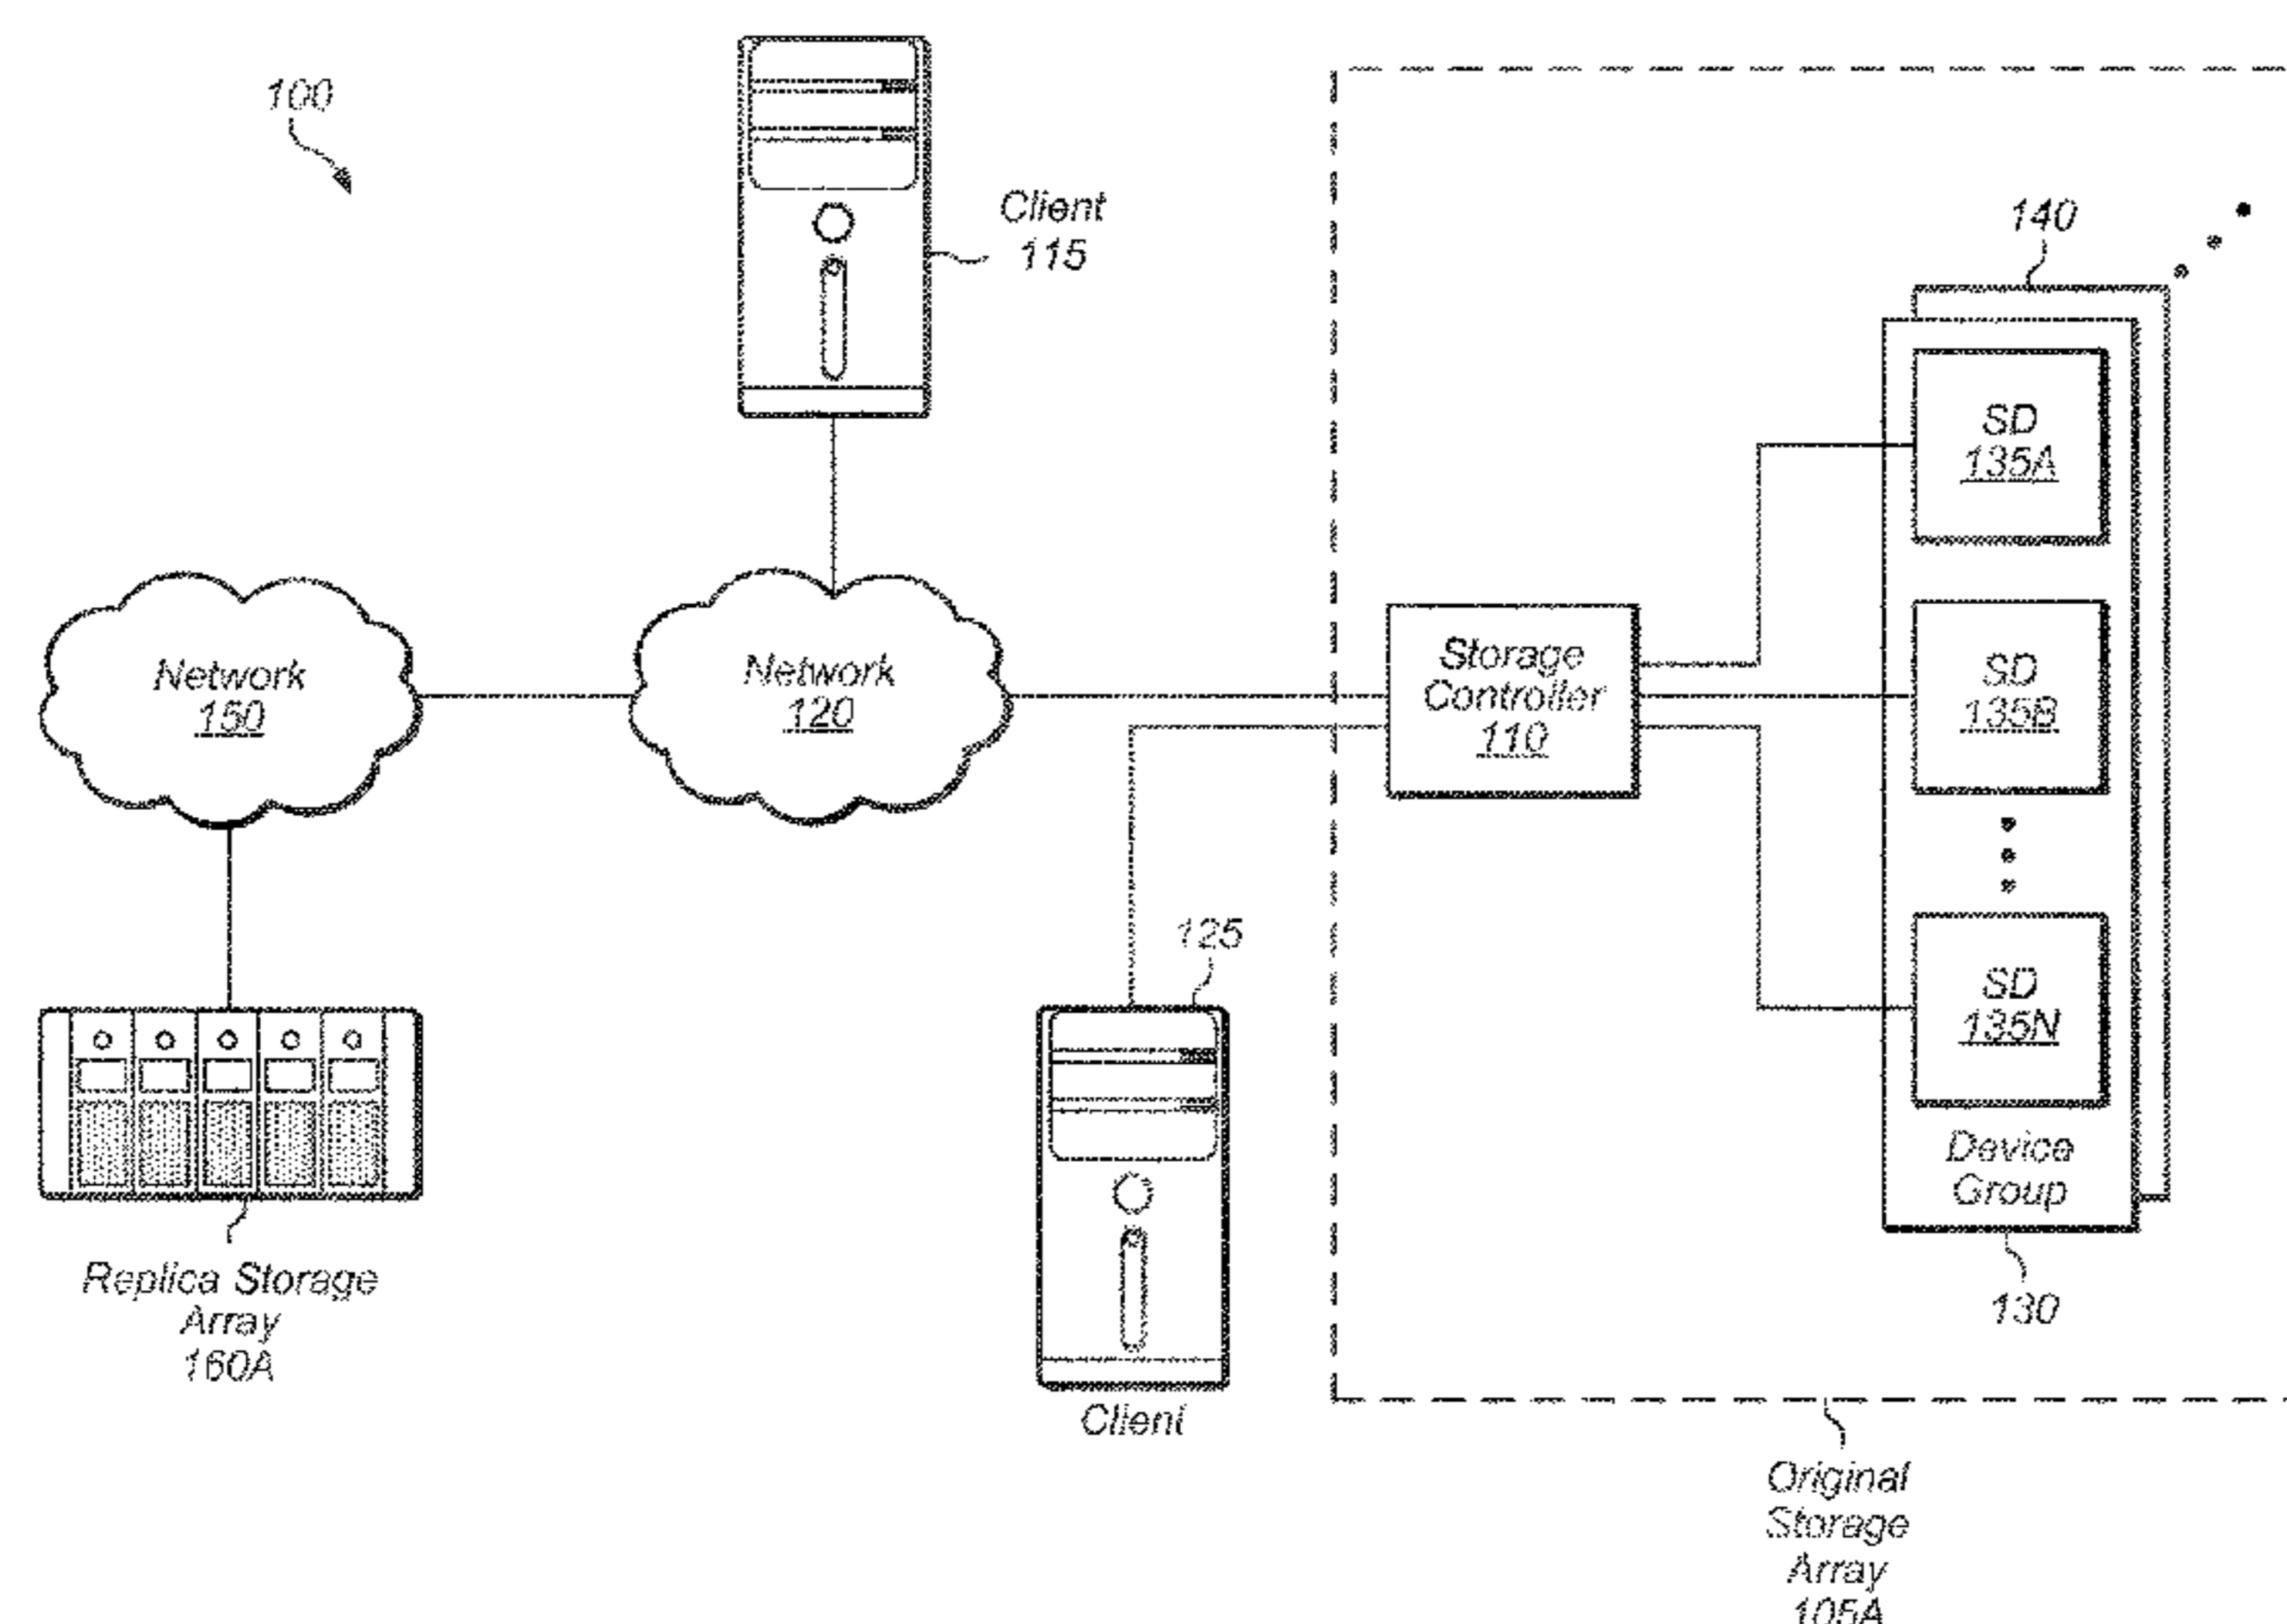 100
Client
115
140
SD
135A
Network
150
Network
120
Storage
Controller
110
SD
135B
125
SD
135N
Device
Group
130
Replica Storage
Array
160A
Client
Original
Storage
Array
105A